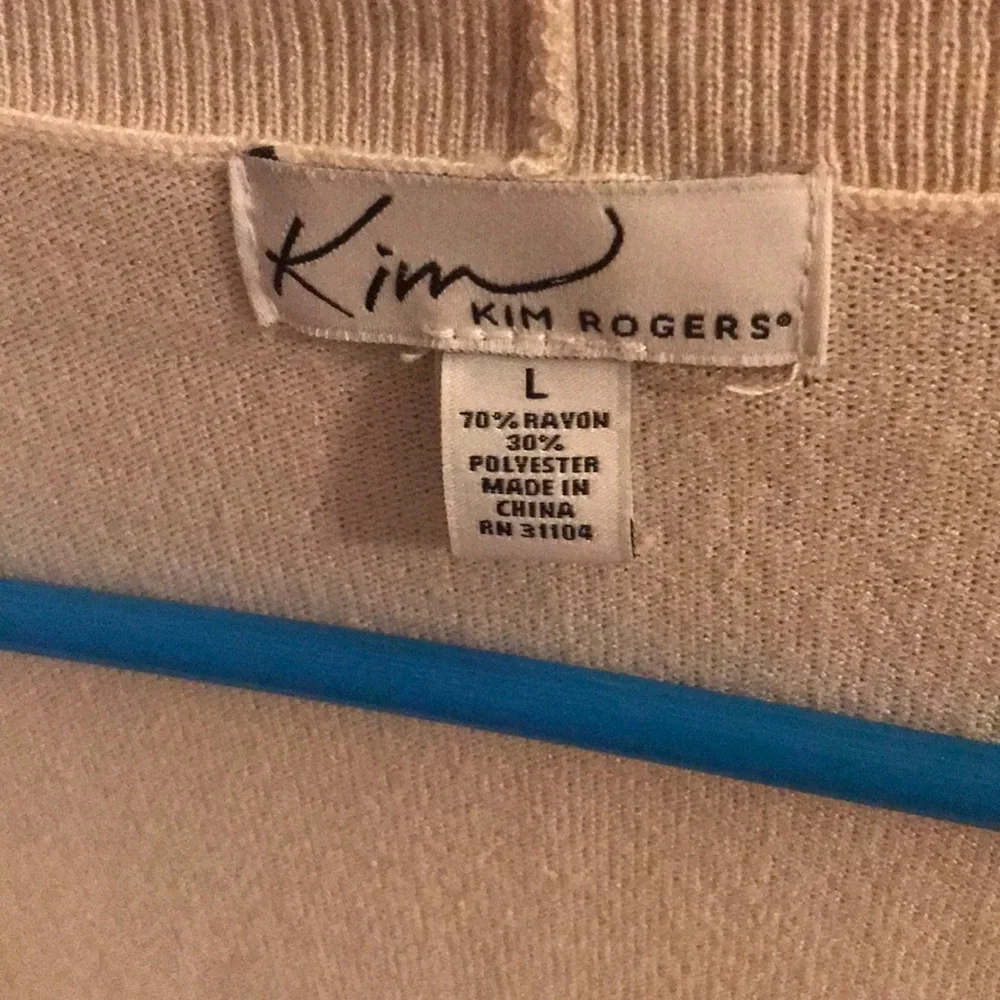 Kim
KIM ROGERS®
L
70% RAYON
30%
POLYESTER
MADE IN
CHINA
RN 31104